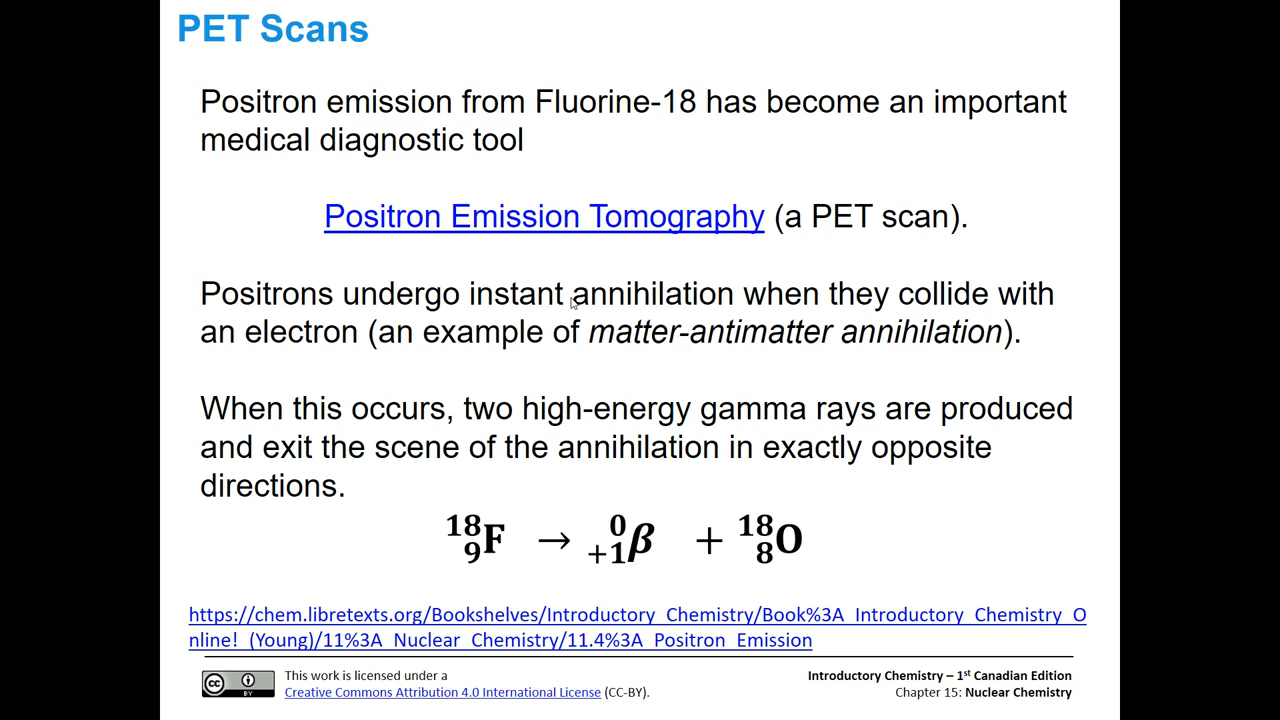 PET Scans
Positron emission from Fluorine-18 has become an important
medical diagnostic tool
Positron Emission Tomography (a PET scan).
Positrons undergo instant annihilation when they collide with
an electron (an example of matter-antimatter annihilation).
When this occurs, two high-energy gamma rays are produced
and exit the scene of the annihilation in exactly opposite
directions.
¹⁸₉F → ⁰₊₁β + ¹⁸₈O
https://chem.libretexts.org/Bookshelves/Introductory_Chemistry/Book%3A_Introductory_Chemistry_O
nline!_(Young)/11%3A_Nuclear_Chemistry/11.4%3A_Positron_Emission
cc BY
This work is licensed under a
Creative Commons Attribution 4.0 International License (CC-BY).
Introductory Chemistry – 1st Canadian Edition
Chapter 15: Nuclear Chemistry